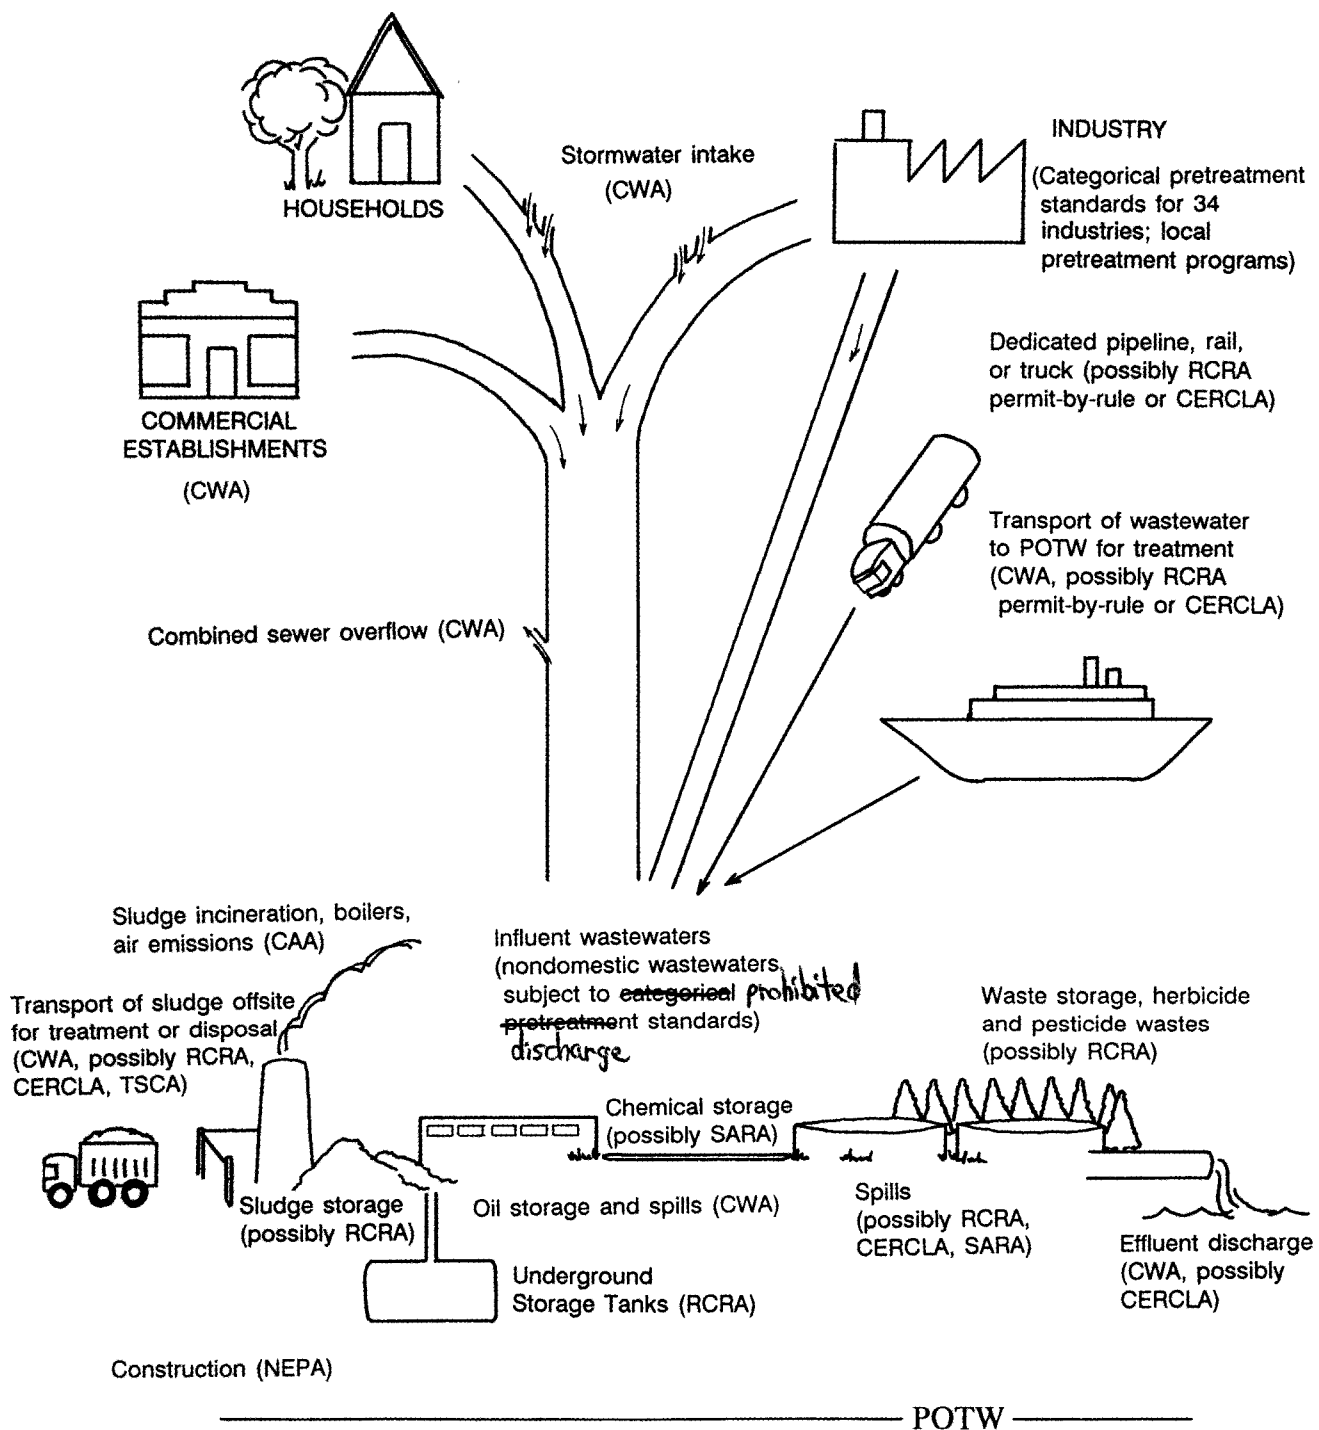 HOUSEHOLDS
Stormwater intake
(CWA)
INDUSTRY
(Categorical pretreatment
standards for 34
industries; local
pretreatment programs)
COMMERCIAL
ESTABLISHMENTS
(CWA)
Dedicated pipeline, rail,
or truck (possibly RCRA
permit-by-rule or CERCLA)
Transport of wastewater
to POTW for treatment
(CWA, possibly RCRA
permit-by-rule or CERCLA)
Combined sewer overflow (CWA)
Sludge incineration, boilers,
air emissions (CAA)
Influent wastewaters
(nondomestic wastewaters,
subject to categorical prohibited
pretreatment standards)
discharge
Transport of sludge offsite
for treatment or disposal
(CWA, possibly RCRA,
CERCLA, TSCA)
Waste storage, herbicide
and pesticide wastes
(possibly RCRA)
Chemical storage
(possibly SARA)
Sludge storage
(possibly RCRA)
Oil storage and spills (CWA)
Spills
(possibly RCRA,
CERCLA, SARA)
Effluent discharge
(CWA, possibly
CERCLA)
Underground
Storage Tanks (RCRA)
Construction (NEPA)
POTW